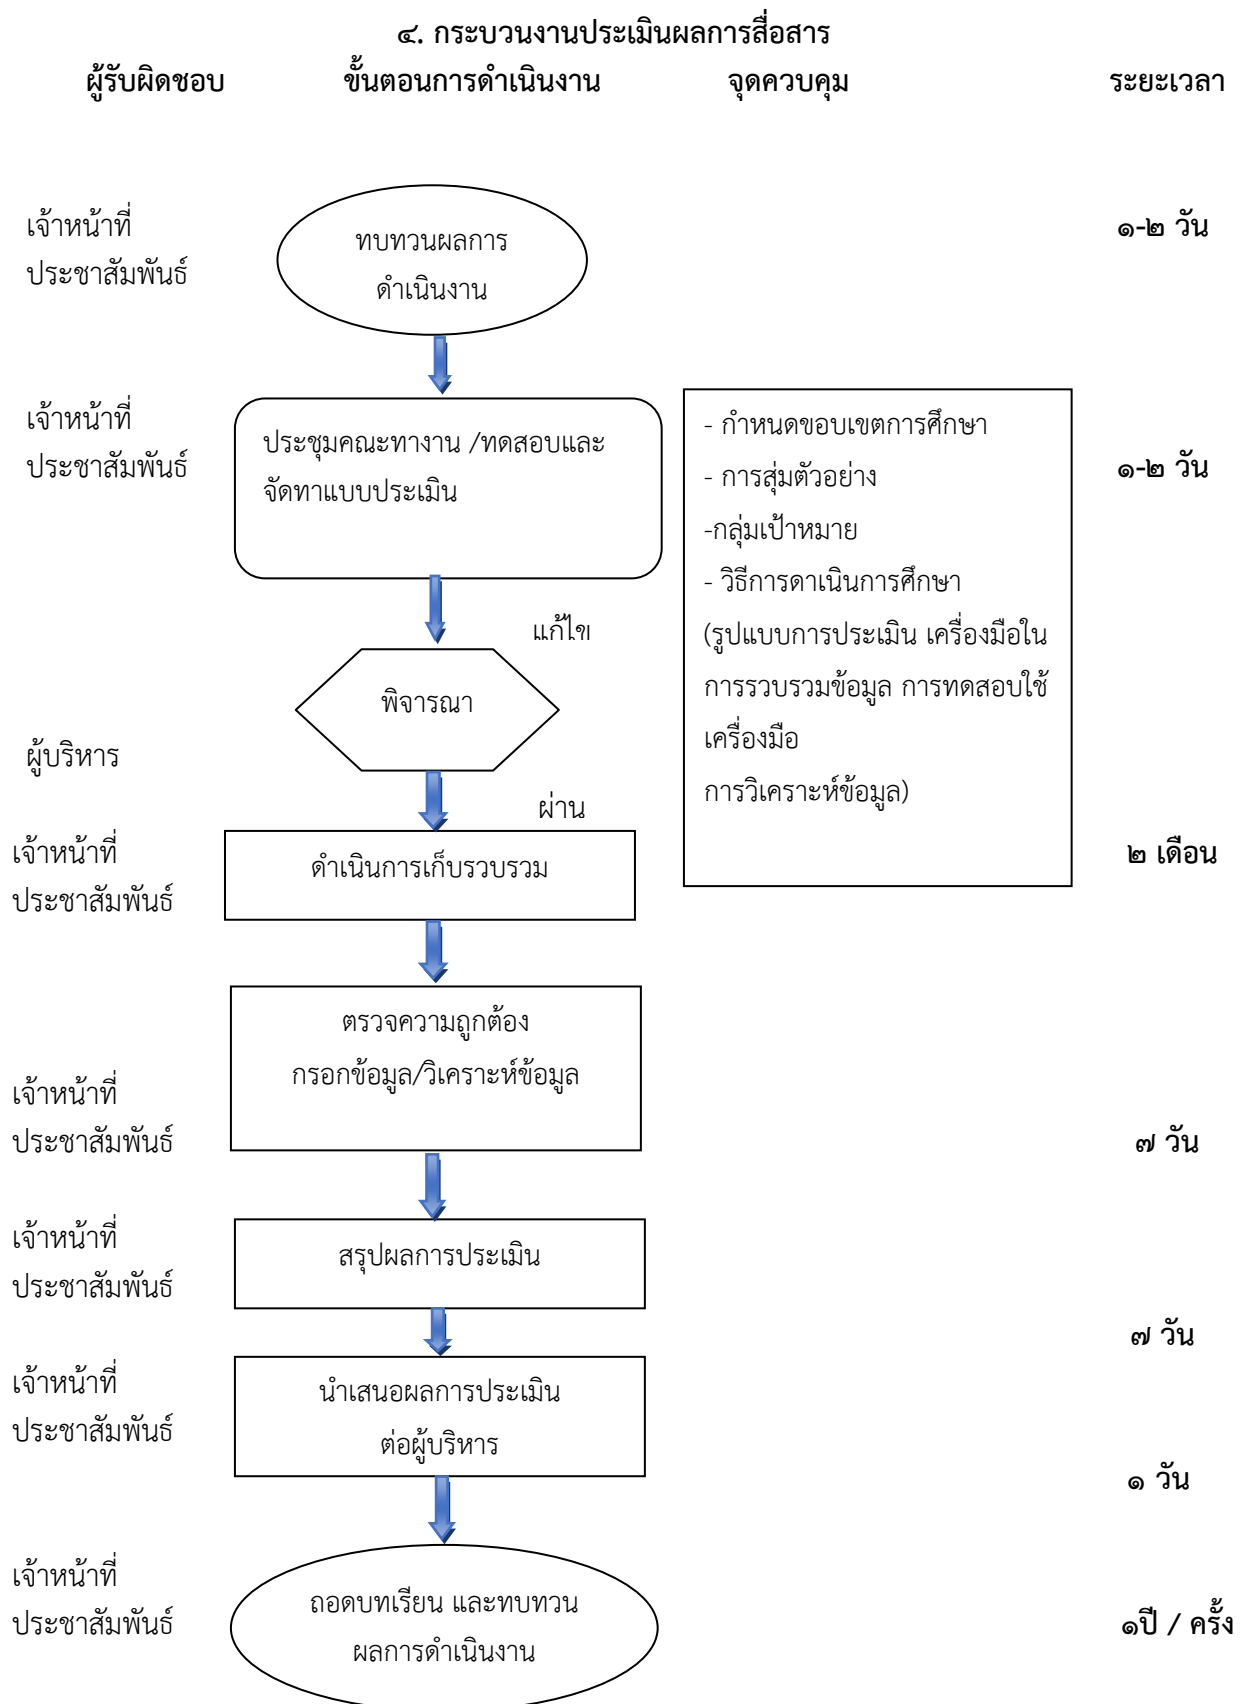 ๔. กระบวนงานประเมินผลการสื่อสาร
ผู้รับผิดชอบ ขั้นตอนการดำเนินงาน จุดควบคุม ระยะเวลา
เจ้าหน้าที่
ประชาสัมพันธ์
ทบทวนผลการ
ดำเนินงาน
๑-๒ วัน
เจ้าหน้าที่
ประชาสัมพันธ์
ประชุมคณะทางาน /ทดสอบและ
จัดทาแบบประเมิน
- กำหนดขอบเขตการศึกษา
- การสุ่มตัวอย่าง
-กลุ่มเป้าหมาย
- วิธีการดาเนินการศึกษา
(รูปแบบการประเมิน เครื่องมือใน
การรวบรวมข้อมูล การทดสอบใช้
เครื่องมือ
การวิเคราะห์ข้อมูล)
๑-๒ วัน
แก้ไข
พิจารณา
ผู้บริหาร
ผ่าน
เจ้าหน้าที่
ประชาสัมพันธ์
ดำเนินการเก็บรวบรวม
๒ เดือน
ตรวจความถูกต้อง
กรอกข้อมูล/วิเคราะห์ข้อมูล
เจ้าหน้าที่
ประชาสัมพันธ์
๗ วัน
เจ้าหน้าที่
ประชาสัมพันธ์
สรุปผลการประเมิน
๗ วัน
เจ้าหน้าที่
ประชาสัมพันธ์
นำเสนอผลการประเมิน
ต่อผู้บริหาร
๑ วัน
เจ้าหน้าที่
ประชาสัมพันธ์
ถอดบทเรียน และทบทวน
ผลการดำเนินงาน
๑ปี / ครั้ง